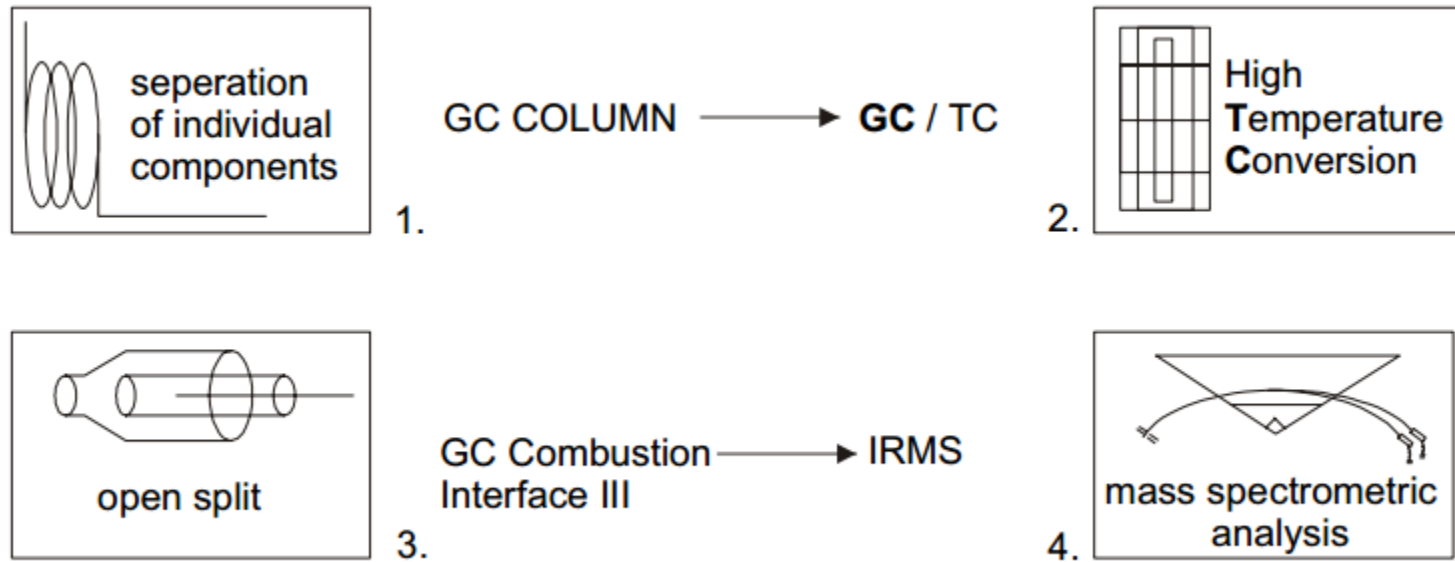 seperation
of individual
components
1.
GC COLUMN
GC / TC
2.
High
Temperature
Conversion
open split
3.
GC Combustion
Interface III
IRMS
4.
mass spectrometric
analysis